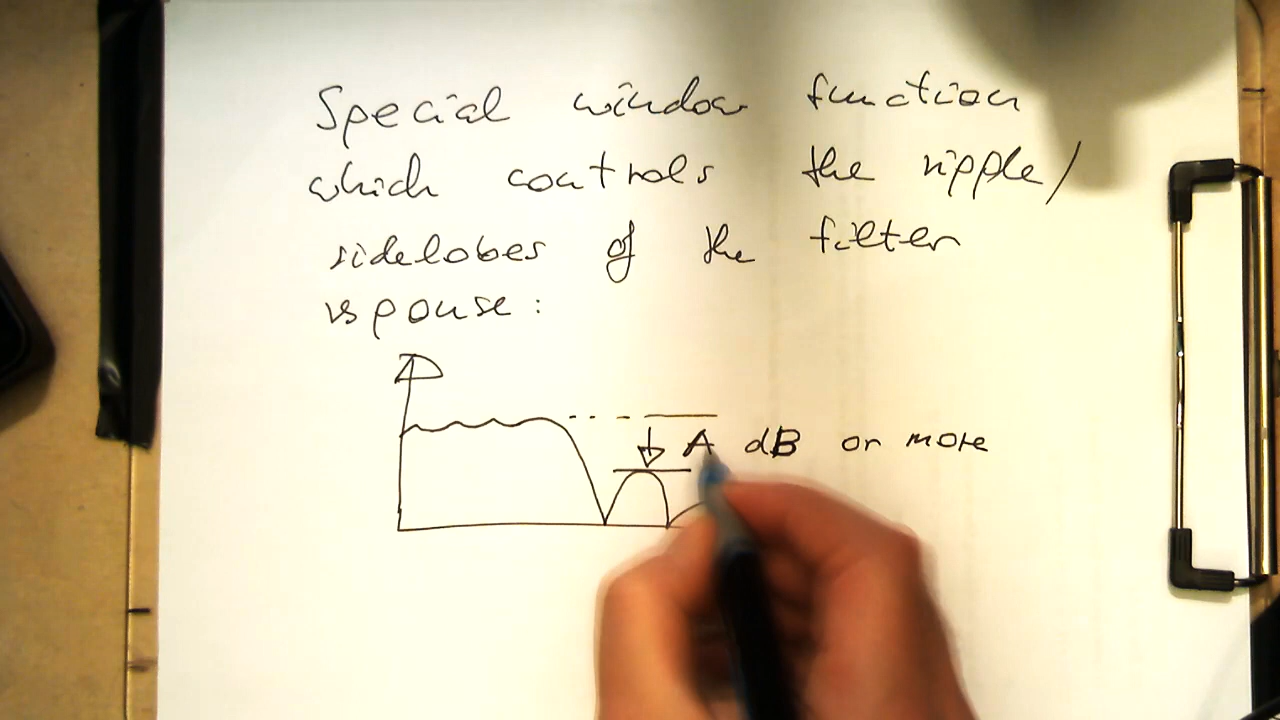 Special window function
which controls the ripple/
sidelobes of the filter
response:
A dB or more